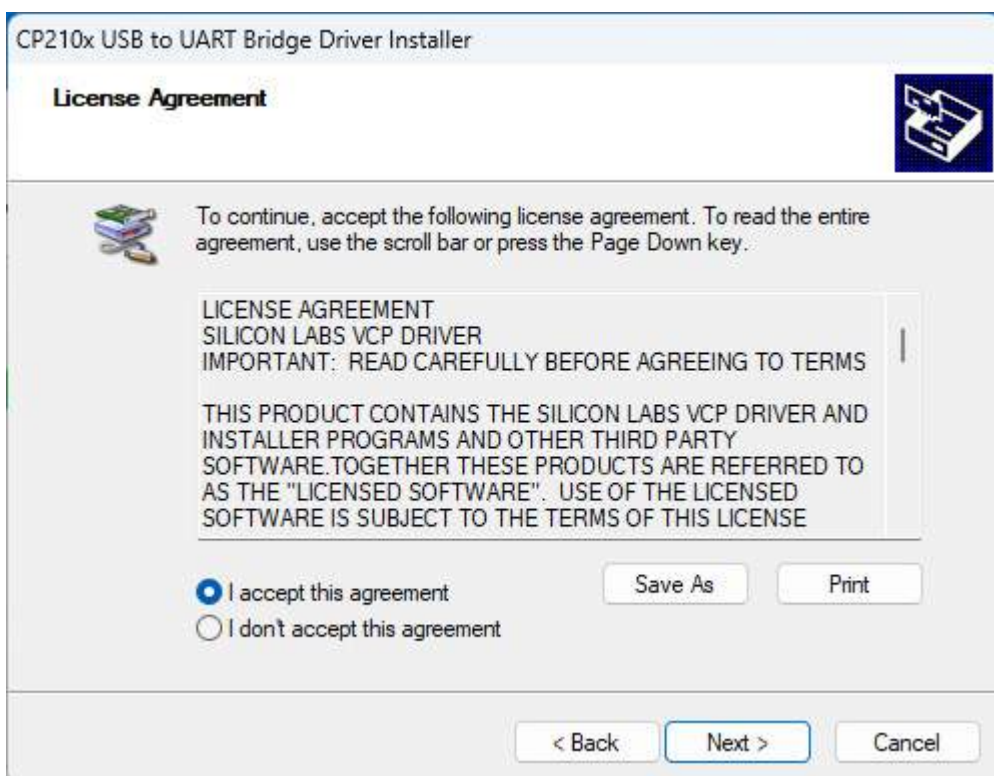 CP210x USB to UART Bridge Driver Installer
License Agreement
To continue, accept the following license agreement. To read the entire
agreement, use the scroll bar or press the Page Down key.
LICENSE AGREEMENT
SILICON LABS VCP DRIVER
IMPORTANT:  READ CAREFULLY BEFORE AGREEING TO TERMS
THIS PRODUCT CONTAINS THE SILICON LABS VCP DRIVER AND
INSTALLER PROGRAMS AND OTHER THIRD PARTY
SOFTWARE.TOGETHER THESE PRODUCTS ARE REFERRED TO
AS THE "LICENSED SOFTWARE".  USE OF THE LICENSED
SOFTWARE IS SUBJECT TO THE TERMS OF THIS LICENSE
I accept this agreement
Save As
Print
I don't accept this agreement
< Back
Next >
Cancel